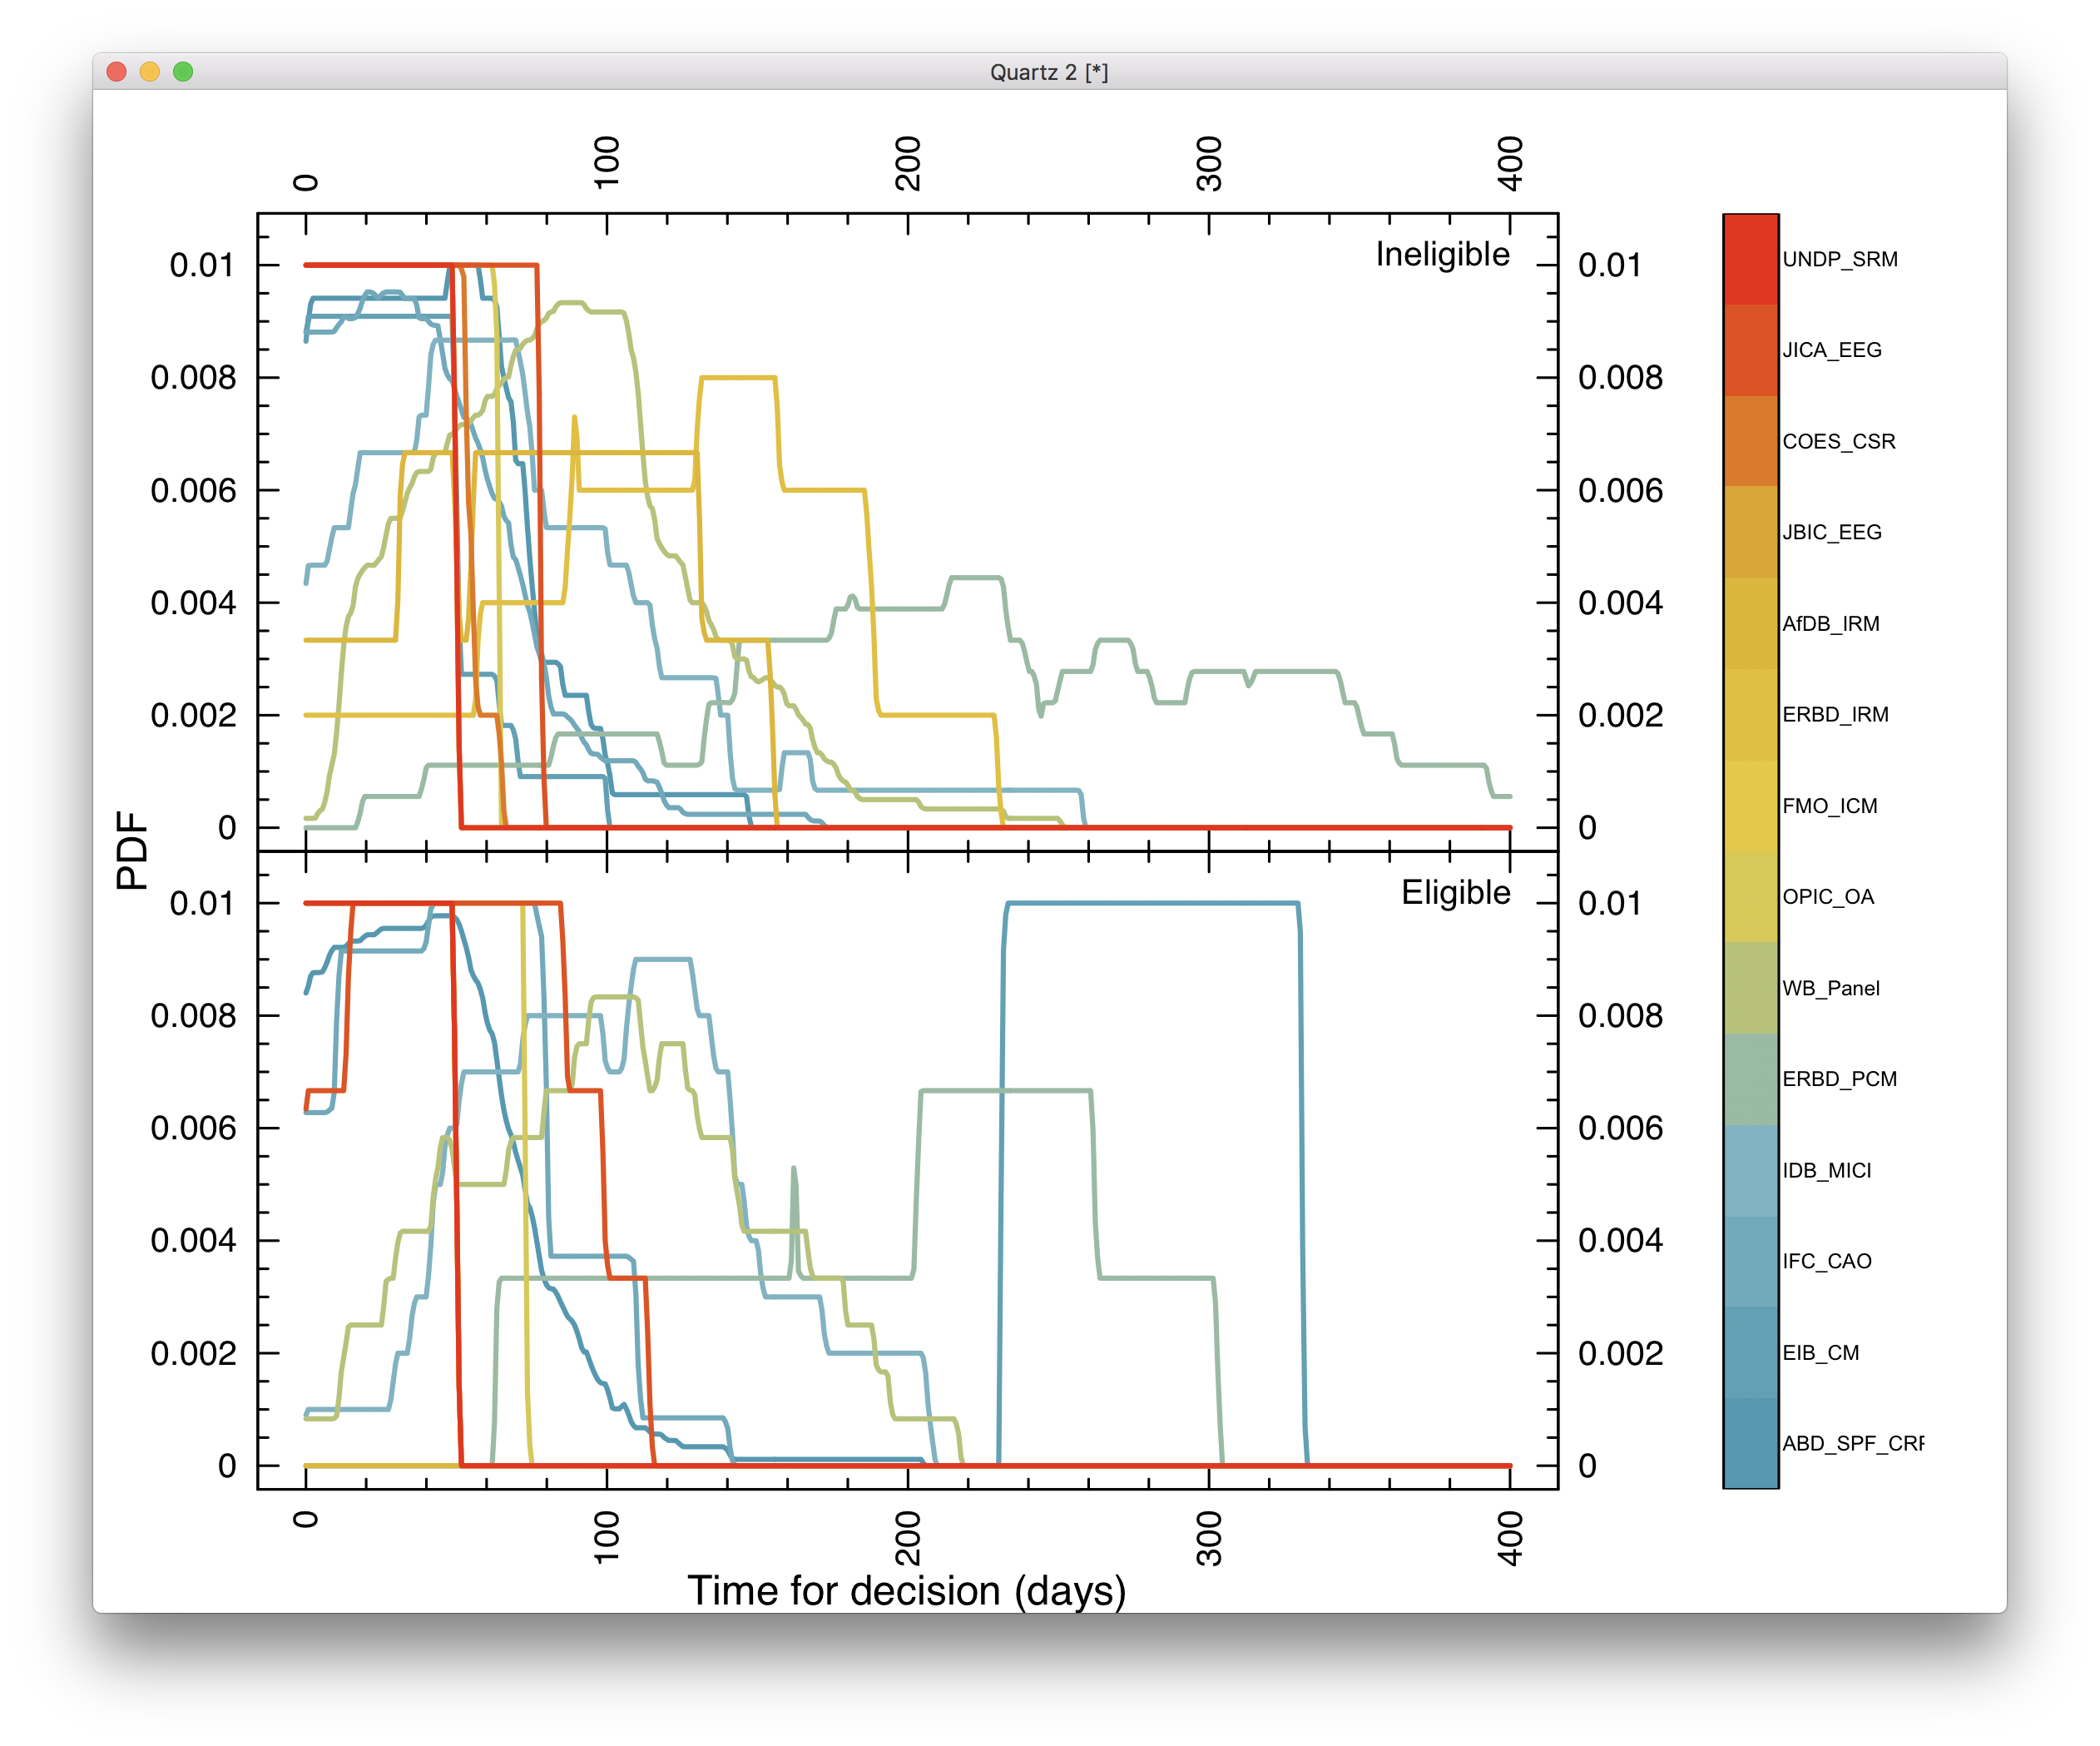 Quartz 2 [*]
0 100 200 300 400
Ineligible
0.01 0.01
0.008 0.008
0.006 0.006
0.004 0.004
0.002 0.002
0 0
PDF
Eligible
0.01 0.01
0.008 0.008
0.006 0.006
0.004 0.004
0.002 0.002
0 0
0 100 200 300 400
Time for decision (days)
UNDP_SRM
JICA_EEG
COES_CSR
JBIC_EEG
AfDB_IRM
ERBD_IRM
FMO_ICM
OPIC_OA
WB_Panel
ERBD_PCM
IDB_MICI
IFC_CAO
EIB_CM
ABD_SPF_CRF